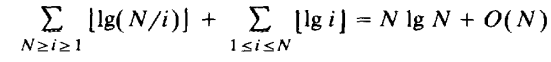 ∑_{N≥i≥1} ⌊lg(N/i)⌋ + ∑_{1≤i≤N} ⌊lg i⌋ = N lg N + O(N)